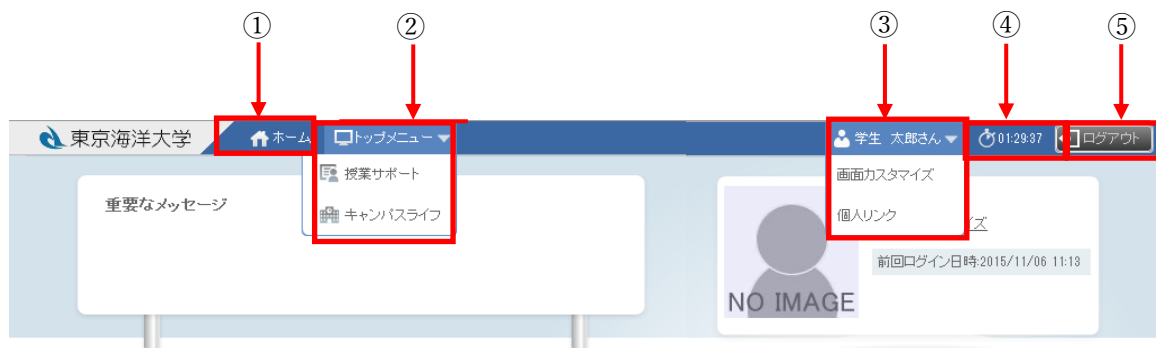 ① ② ③ ④ ⑤
東京海洋大学 ホーム トップメニュー 学生 太郎さん 01:29:37 ログアウト
授業サポート 画面カスタマイズ
重要なメッセージ キャンパスライフ 個人リンク イズ
前回ログイン日時:2015/11/06 11:13
NO IMAGE